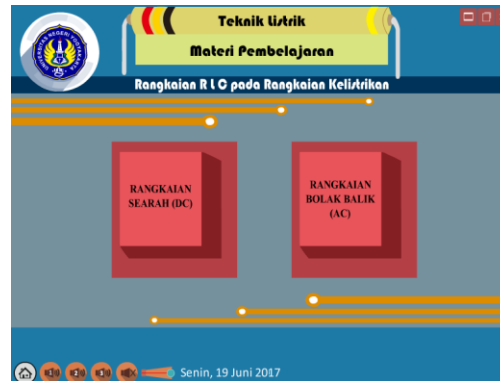 Teknik Listrik
Materi Pembelajaran
Rangkaian R L C pada Rangkaian Kelistrikan
RANGKAIAN
SEARAH (DC)
RANGKAIAN
BOLAK BALIK
(AC)
Senin, 19 Juni 2017